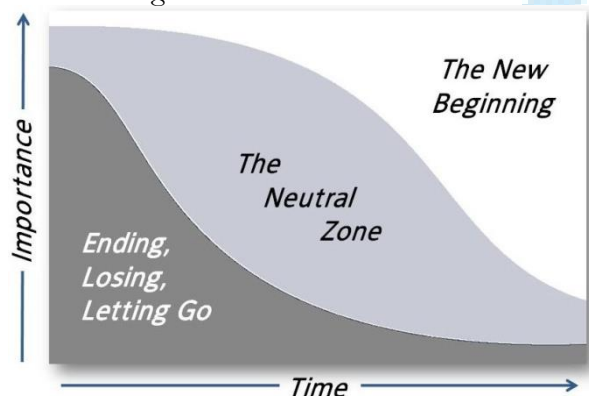 Importance
The New
Beginning
The
Neutral
Zone
Ending,
Losing,
Letting Go
Time